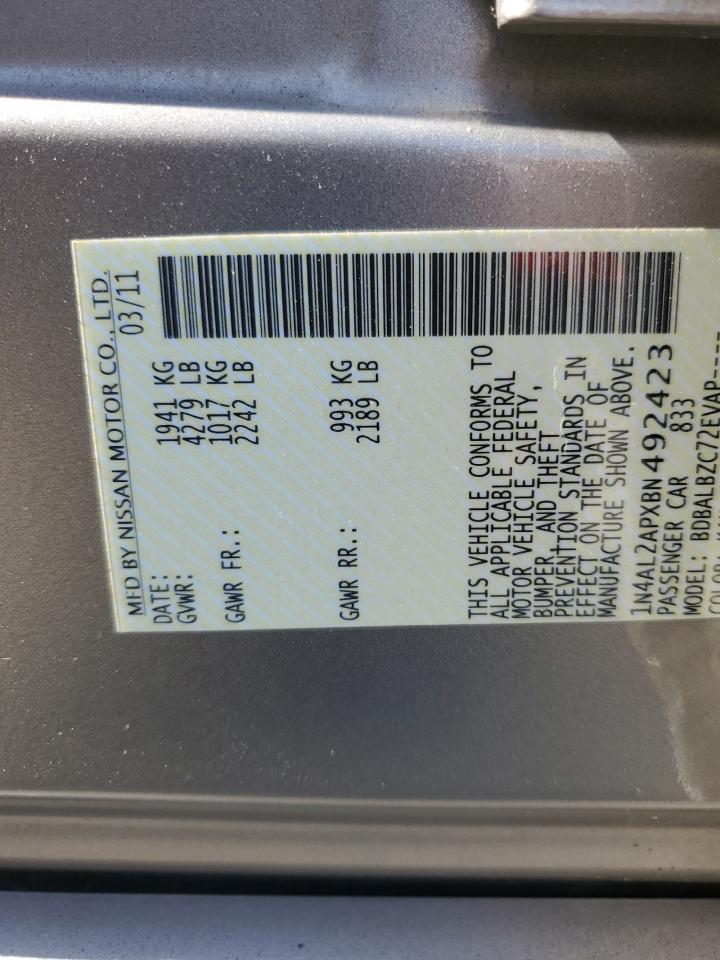 MFD BY NISSAN MOTOR CO., LTD.
DATE: 03/11
GVWR: 1941 KG
4279 LB
GAWR FR.: 1017 KG
2242 LB
GAWR RR.: 993 KG
2189 LB
THIS VEHICLE CONFORMS TO
ALL APPLICABLE FEDERAL
MOTOR VEHICLE SAFETY,
BUMPER, AND THEFT
PREVENTION STANDARDS IN
EFFECT ON THE DATE OF
MANUFACTURE SHOWN ABOVE.
1N4AL2APXBN492423
PASSENGER CAR 833
MODEL: BDBALBZC72EVAP----
COLOR: